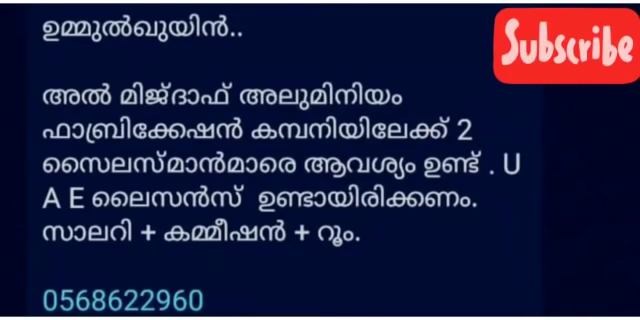 ഉമ്മുൽഖുയിൻ..
Subscribe
അൽ മിജ്ദാഫ് അലുമിനിയം
ഫാബ്രിക്കേഷൻ കമ്പനിയിലേക്ക് 2
സൈലസ്മാൻമാരെ ആവശ്യം ഉണ്ട് . U
A E ലൈസൻസ് ഉണ്ടായിരിക്കണം.
സാലറി + കമ്മീഷൻ + റൂം.
0568622960